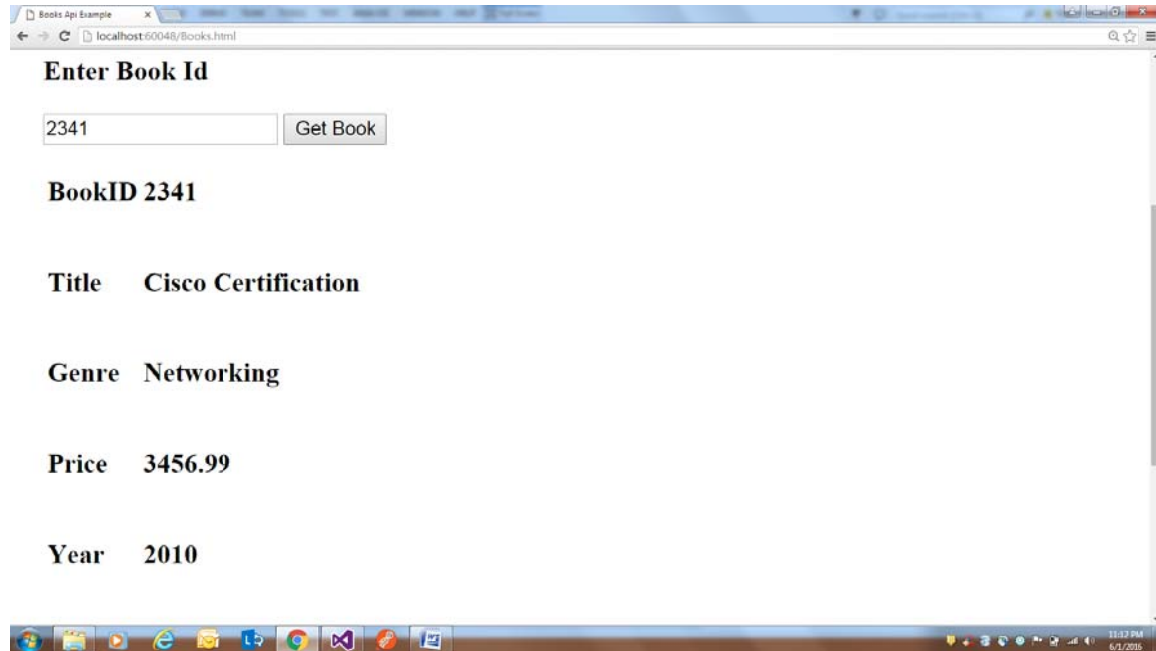 Books Api Example
localhost:60048/Books.html
Enter Book Id
2341 Get Book
BookID 2341
Title Cisco Certification
Genre Networking
Price 3456.99
Year 2010
11:37 PM
6/1/2016